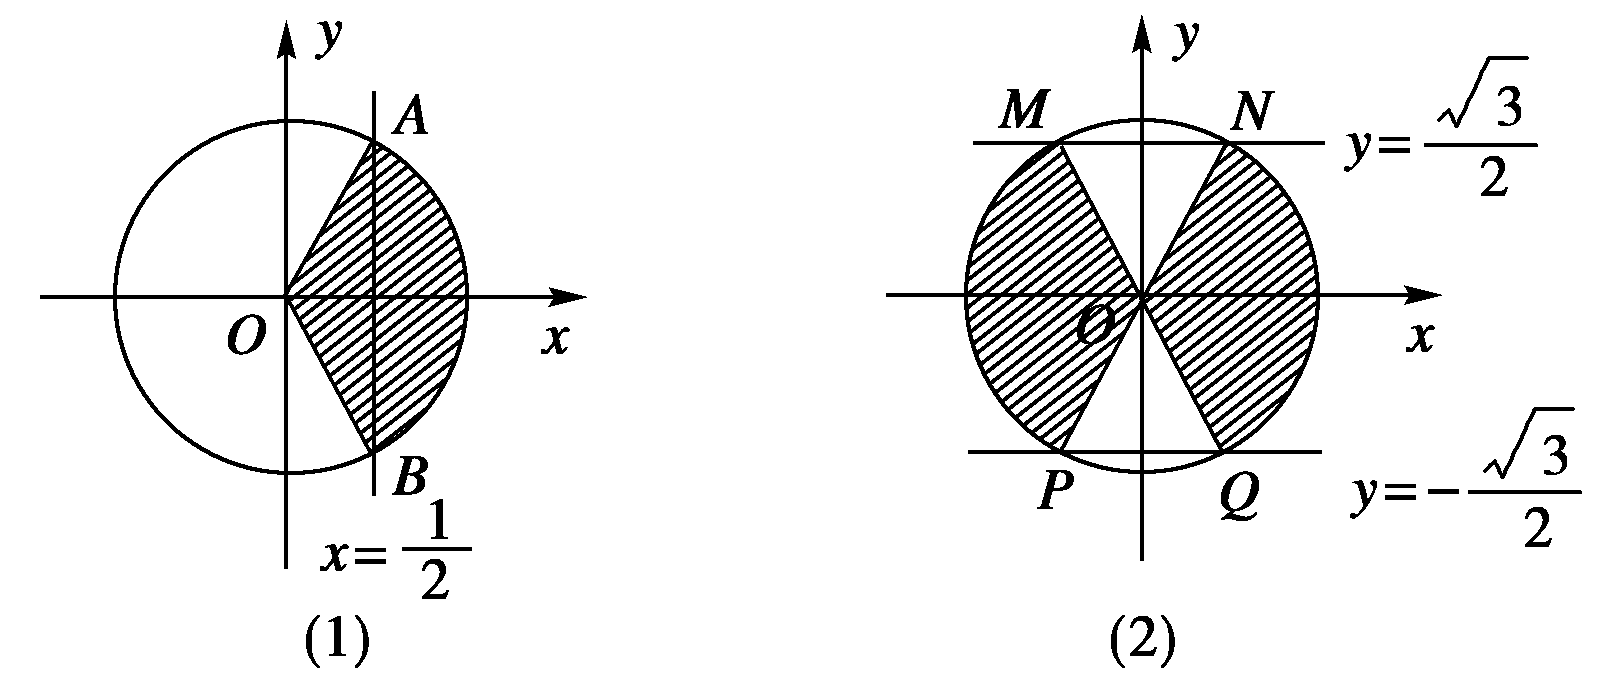 y
A
O
x
B
x=1/2
(1)
y
M
N
y=√3/2
O
x
P
Q
y=-√3/2
(2)